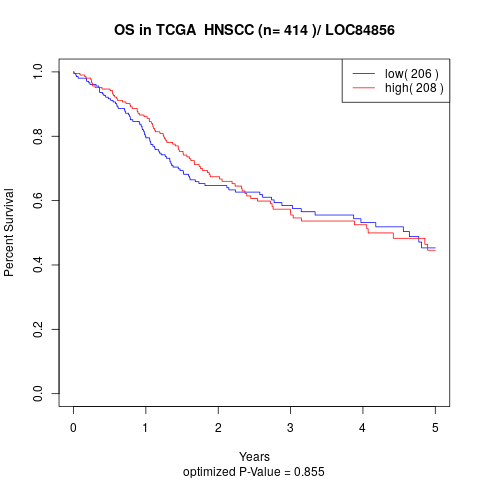 OS in TCGA  HNSCC (n= 414 )/ LOC84856
low( 206 )
high( 208 )
Percent Survival
1.0
0.8
0.6
0.4
0.2
0.0
0 1 2 3 4 5
Years
optimized P-Value = 0.855